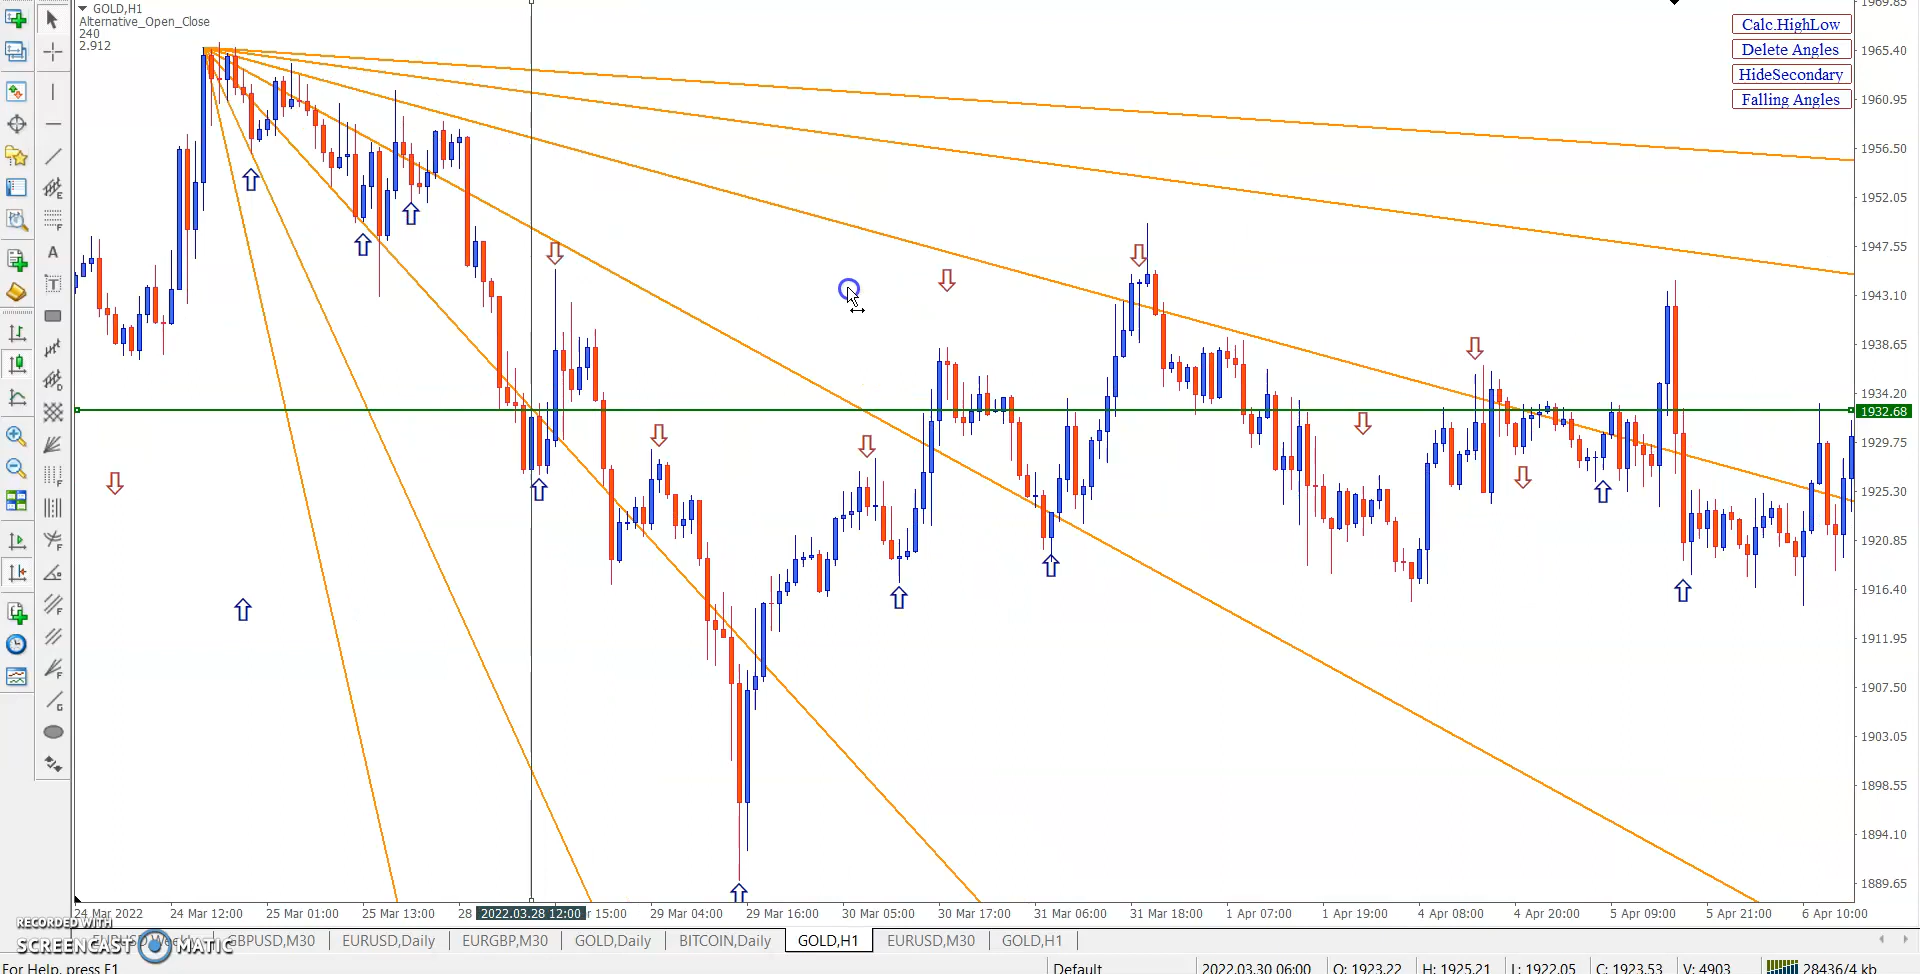 GOLD,H1
Alternative_Open_Close
240
2.912
Calc.HighLow
Delete Angles
HideSecondary
Falling Angles
1969.85
1965.40
1960.95
1956.50
1952.05
1947.55
1943.10
1938.65
1934.20
1932.68
1929.75
1925.30
1920.85
1916.40
1911.95
1907.50
1903.05
1898.55
1894.10
1889.65
24 Mar 2022 24 Mar 12:00 25 Mar 01:00 25 Mar 13:00 28 2022.03.28 12:00 r 15:00 29 Mar 04:00 29 Mar 16:00 30 Mar 05:00 30 Mar 17:00 31 Mar 06:00 31 Mar 18:00 1 Apr 07:00 1 Apr 19:00 4 Apr 08:00 4 Apr 20:00 5 Apr 09:00 5 Apr 21:00 6 Apr 10:00
RECORDED WITH
SCREENCAST MATIC
GBPUSD,M30 EURUSD,Daily EURGBP,M30 GOLD,Daily BITCOIN,Daily GOLD,H1 EURUSD,M30 GOLD,H1
For Help, press F1 Default 2022.03.30 06:00 O: 1923.22 H: 1925.21 L: 1922.05 C: 1923.53 V: 4903 28436/4 kb